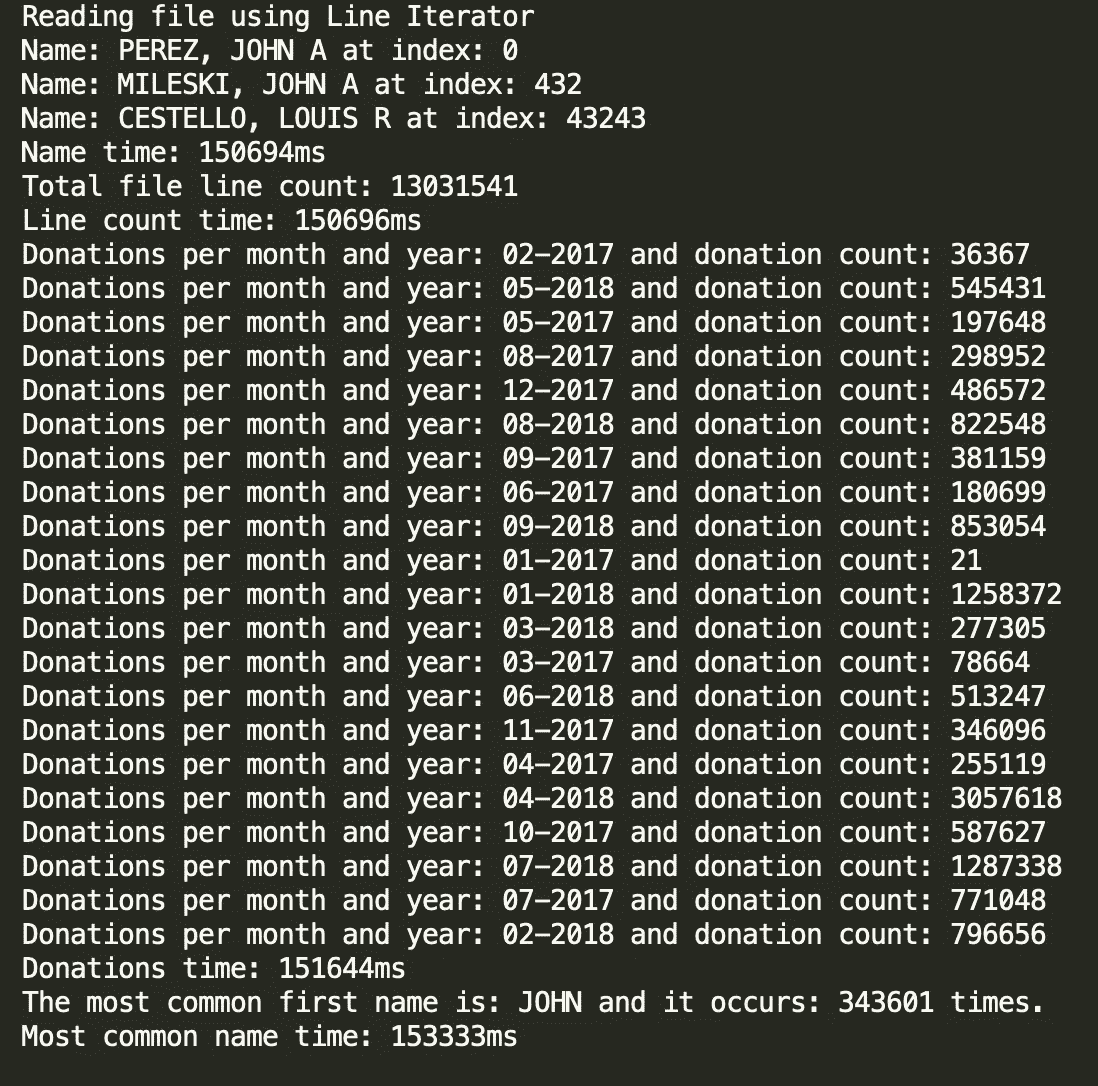 Reading file using Line Iterator
Name: PEREZ, JOHN A at index: 0
Name: MILESKI, JOHN A at index: 432
Name: CESTELLO, LOUIS R at index: 43243
Name time: 150694ms
Total file line count: 13031541
Line count time: 150696ms
Donations per month and year: 02-2017 and donation count: 36367
Donations per month and year: 05-2018 and donation count: 545431
Donations per month and year: 05-2017 and donation count: 197648
Donations per month and year: 08-2017 and donation count: 298952
Donations per month and year: 12-2017 and donation count: 486572
Donations per month and year: 08-2018 and donation count: 822548
Donations per month and year: 09-2017 and donation count: 381159
Donations per month and year: 06-2017 and donation count: 180699
Donations per month and year: 09-2018 and donation count: 853054
Donations per month and year: 01-2017 and donation count: 21
Donations per month and year: 01-2018 and donation count: 1258372
Donations per month and year: 03-2018 and donation count: 277305
Donations per month and year: 03-2017 and donation count: 78664
Donations per month and year: 06-2018 and donation count: 513247
Donations per month and year: 11-2017 and donation count: 346096
Donations per month and year: 04-2017 and donation count: 255119
Donations per month and year: 04-2018 and donation count: 3057618
Donations per month and year: 10-2017 and donation count: 587627
Donations per month and year: 07-2018 and donation count: 1287338
Donations per month and year: 07-2017 and donation count: 771048
Donations per month and year: 02-2018 and donation count: 796656
Donations time: 151644ms
The most common first name is: JOHN and it occurs: 343601 times.
Most common name time: 153333ms